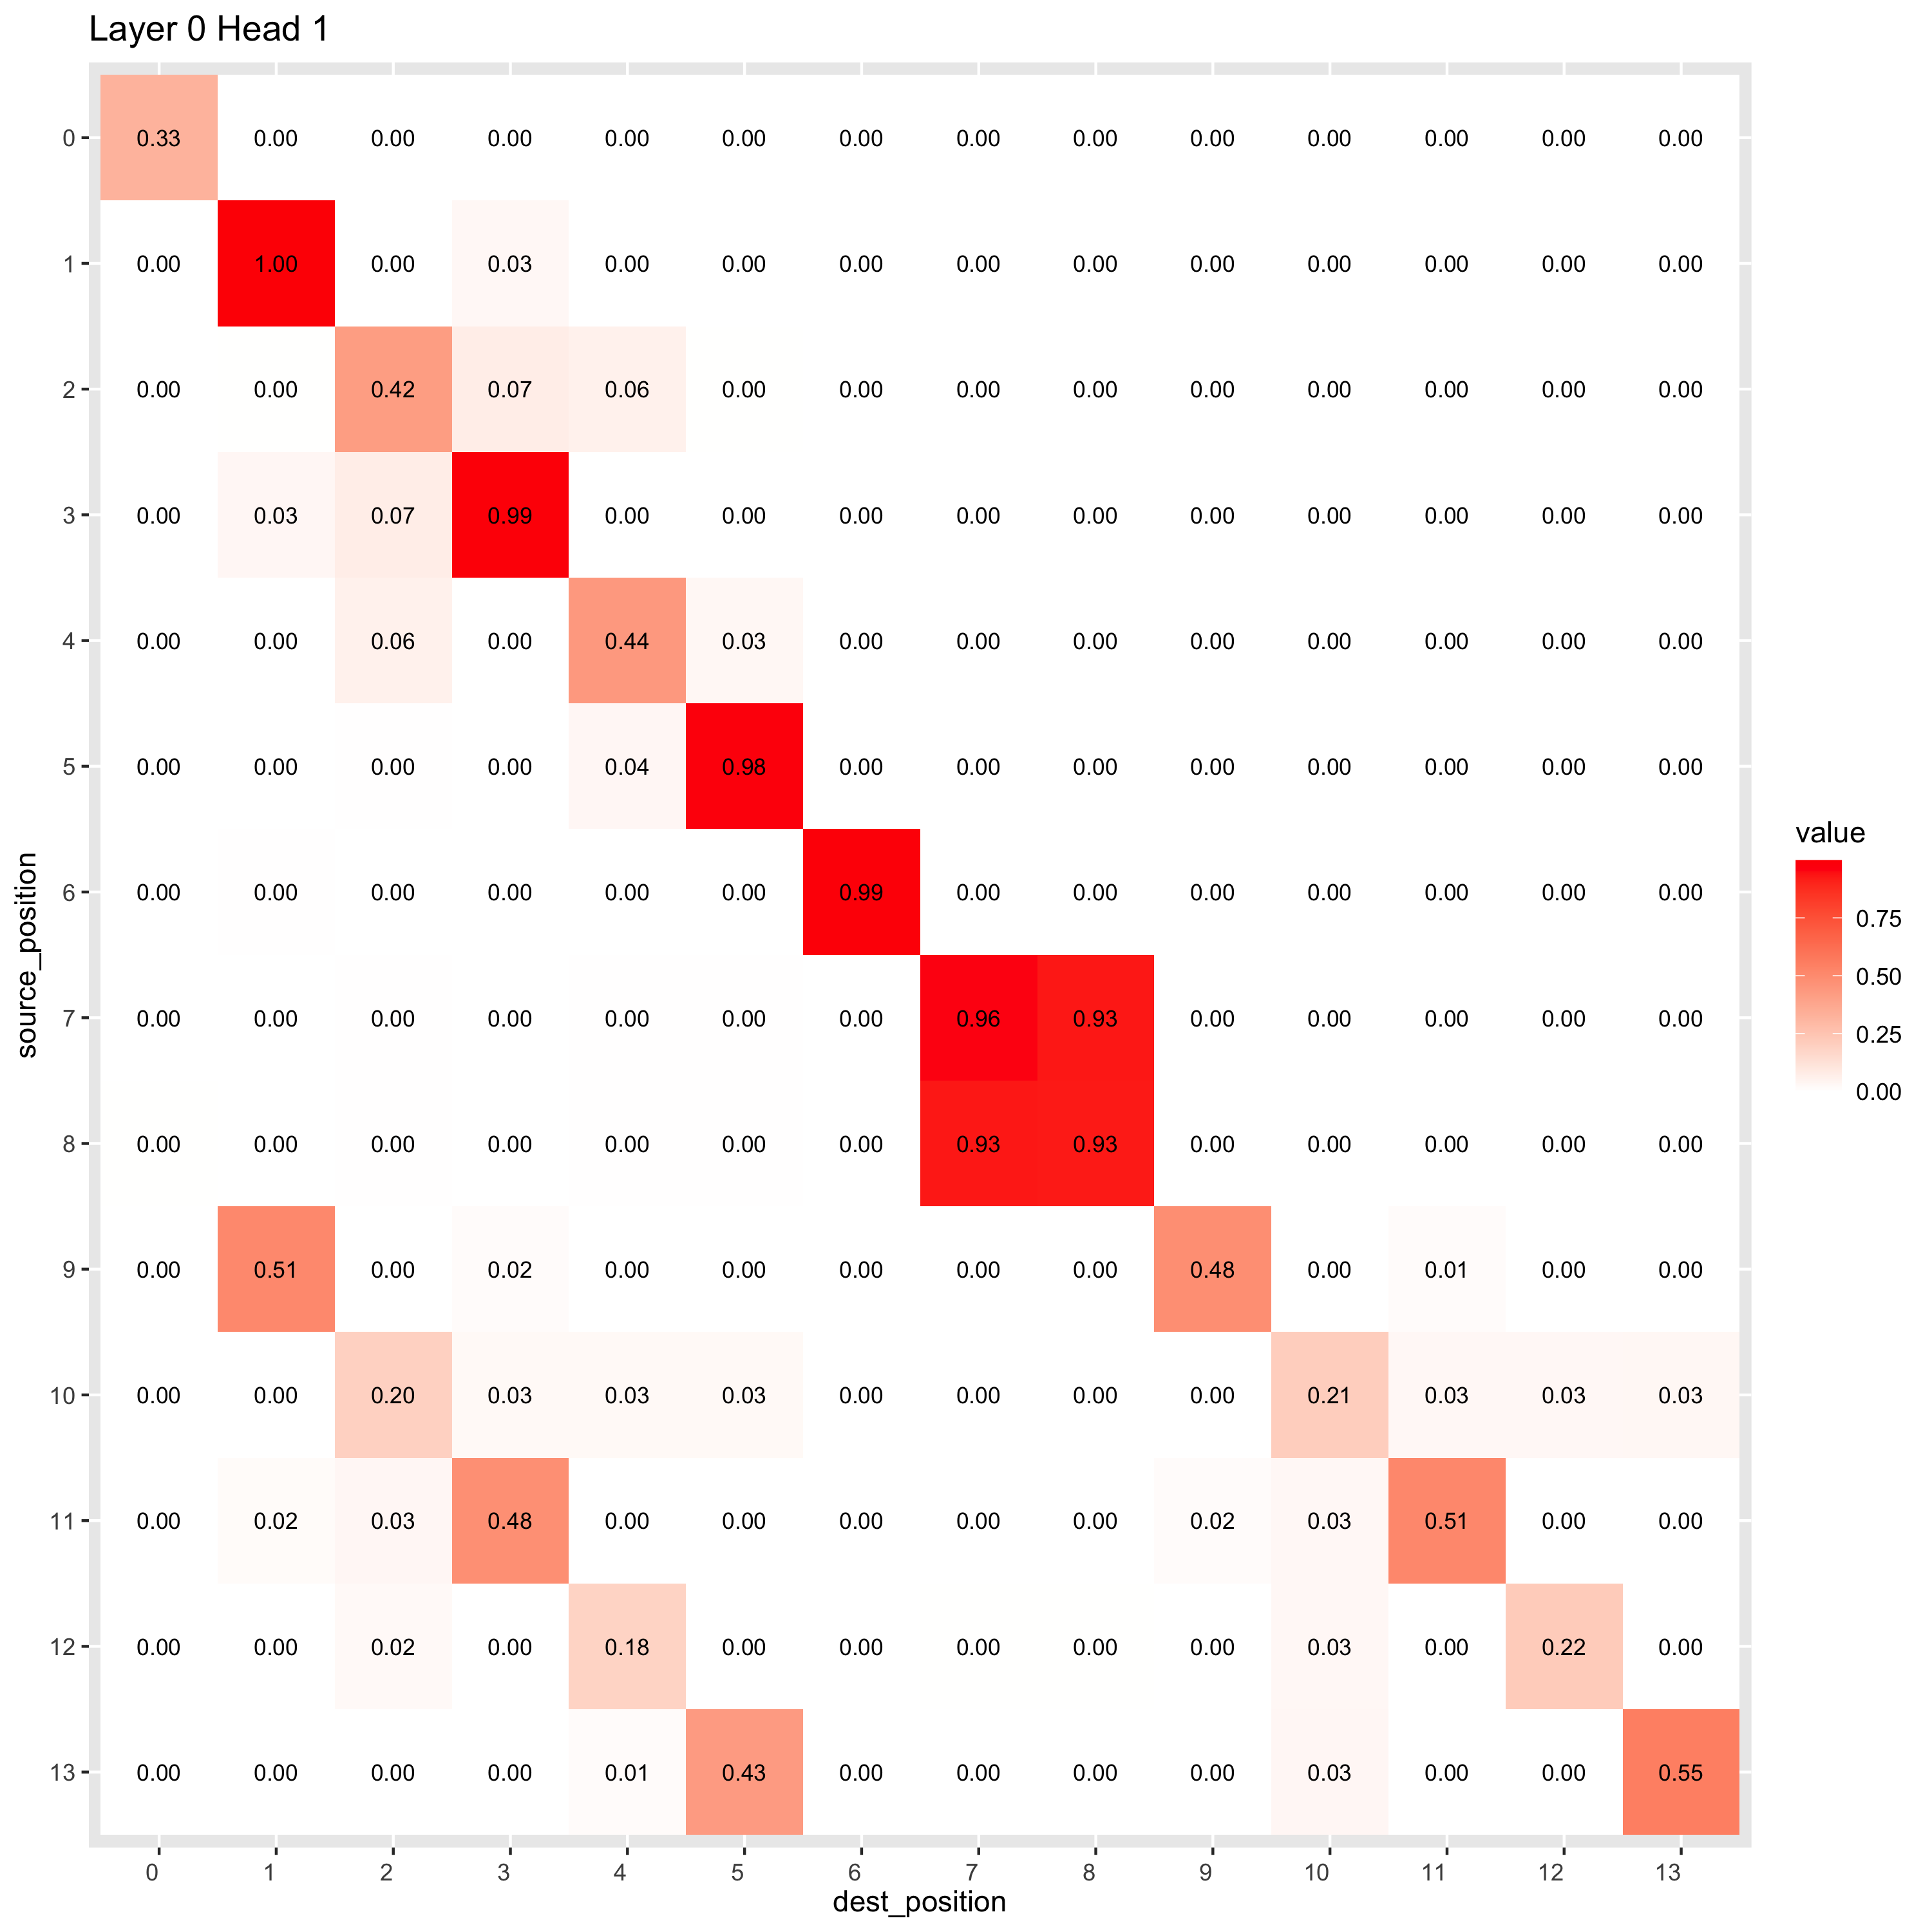 Layer 0 Head 1
0 0.33 0.00 0.00 0.00 0.00 0.00 0.00 0.00 0.00 0.00 0.00 0.00 0.00 0.00
1 0.00 1.00 0.00 0.03 0.00 0.00 0.00 0.00 0.00 0.00 0.00 0.00 0.00 0.00
2 0.00 0.00 0.42 0.07 0.06 0.00 0.00 0.00 0.00 0.00 0.00 0.00 0.00 0.00
3 0.00 0.03 0.07 0.99 0.00 0.00 0.00 0.00 0.00 0.00 0.00 0.00 0.00 0.00
4 0.00 0.00 0.06 0.00 0.44 0.03 0.00 0.00 0.00 0.00 0.00 0.00 0.00 0.00
5 0.00 0.00 0.00 0.00 0.04 0.98 0.00 0.00 0.00 0.00 0.00 0.00 0.00 0.00
6 0.00 0.00 0.00 0.00 0.00 0.00 0.99 0.00 0.00 0.00 0.00 0.00 0.00 0.00
7 0.00 0.00 0.00 0.00 0.00 0.00 0.00 0.96 0.93 0.00 0.00 0.00 0.00 0.00
8 0.00 0.00 0.00 0.00 0.00 0.00 0.00 0.93 0.93 0.00 0.00 0.00 0.00 0.00
9 0.00 0.51 0.00 0.02 0.00 0.00 0.00 0.00 0.00 0.48 0.00 0.01 0.00 0.00
10 0.00 0.00 0.20 0.03 0.03 0.03 0.00 0.00 0.00 0.00 0.21 0.03 0.03 0.03
11 0.00 0.02 0.03 0.48 0.00 0.00 0.00 0.00 0.00 0.02 0.03 0.51 0.00 0.00
12 0.00 0.00 0.02 0.00 0.18 0.00 0.00 0.00 0.00 0.00 0.03 0.00 0.22 0.00
13 0.00 0.00 0.00 0.00 0.01 0.43 0.00 0.00 0.00 0.00 0.03 0.00 0.00 0.55
0 1 2 3 4 5 6 7 8 9 10 11 12 13
dest_position
source_position
value
0.75
0.50
0.25
0.00